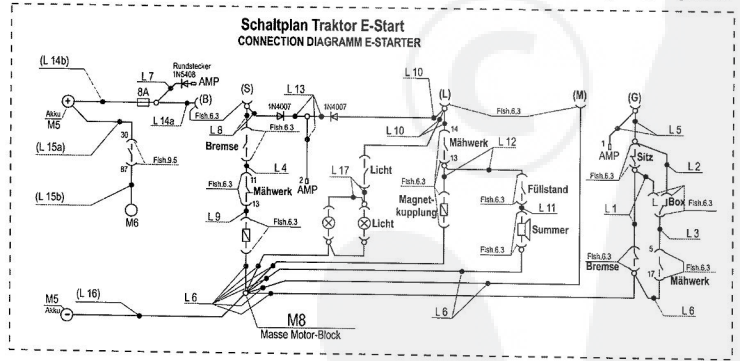 Schaltplan Traktor E-Start
CONNECTION DIAGRAMM E-STARTER
(L 14b)
L 7
Rundstecker
1N5408
AMP
8A
(B)
L 14a
Akku
M5
(L 15a)
30
Flsh.9.5
87
(L 15b)
M6
(S)
Flsh.6,3
L 13
1N4007
1N4007
L 8
Flsh.6.3
Bremse
L 4
11
Mähwerk
13
2
AMP
L 9
Flsh.6.3
L 10
(L)
Flsh.6,3
(M)
L 10
14
Mähwerk
L 12
13
Licht
L 17
Flsh.6.3
Magnet-
kupplung
Licht
Füllstand
L 11
Flsh.6.3
Summer
Flsh.6.3
(G)
L 5
1
AMP
Sitz
Flsh.6.3
L 2
L 1
Box
Flsh.6.3
L 3
Flsh.6.3
5
Bremse
17
Flsh.6.3
Mähwerk
L 6
M5
Akku
(L 16)
L 6
M8
Masse Motor-Block
L 6